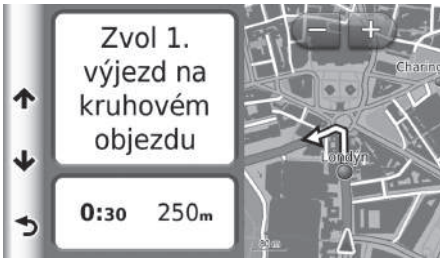 Zvol 1.
výjezd na
kruhovém
objezdu
0:30 250m
Charing
Londýn